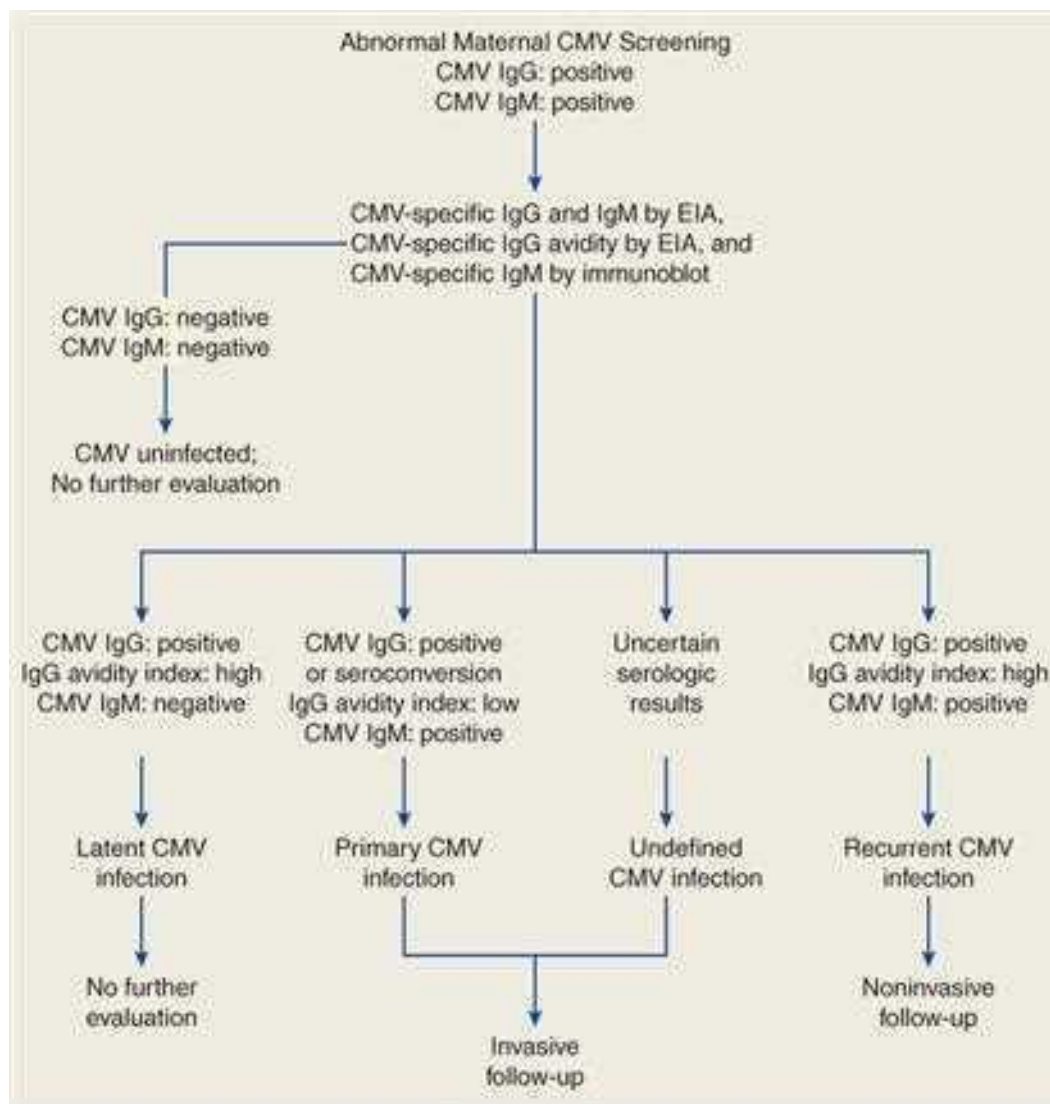 Abnormal Maternal CMV Screening
CMV IgG: positive
CMV IgM: positive
CMV-specific IgG and IgM by EIA,
CMV-specific IgG avidity by EIA, and
CMV-specific IgM by immunoblot
CMV IgG: negative
CMV IgM: negative
CMV uninfected;
No further evaluation
CMV IgG: positive
IgG avidity index: high
CMV IgM: negative
CMV IgG: positive
or seroconversion
IgG avidity index: low
CMV IgM: positive
Uncertain
serologic
results
CMV IgG: positive
IgG avidity index: high
CMV IgM: positive
Latent CMV
infection
Primary CMV
infection
Undefined
CMV infection
Recurrent CMV
infection
No further
evaluation
Invasive
follow-up
Noninvasive
follow-up